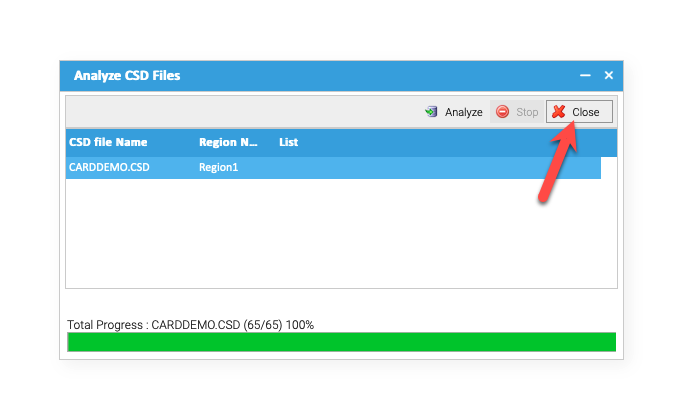 Analyze CSD Files
Analyze Stop Close
CSD file Name Region N... List
CARDDEMO.CSD Region1
Total Progress : CARDDEMO.CSD (65/65) 100%